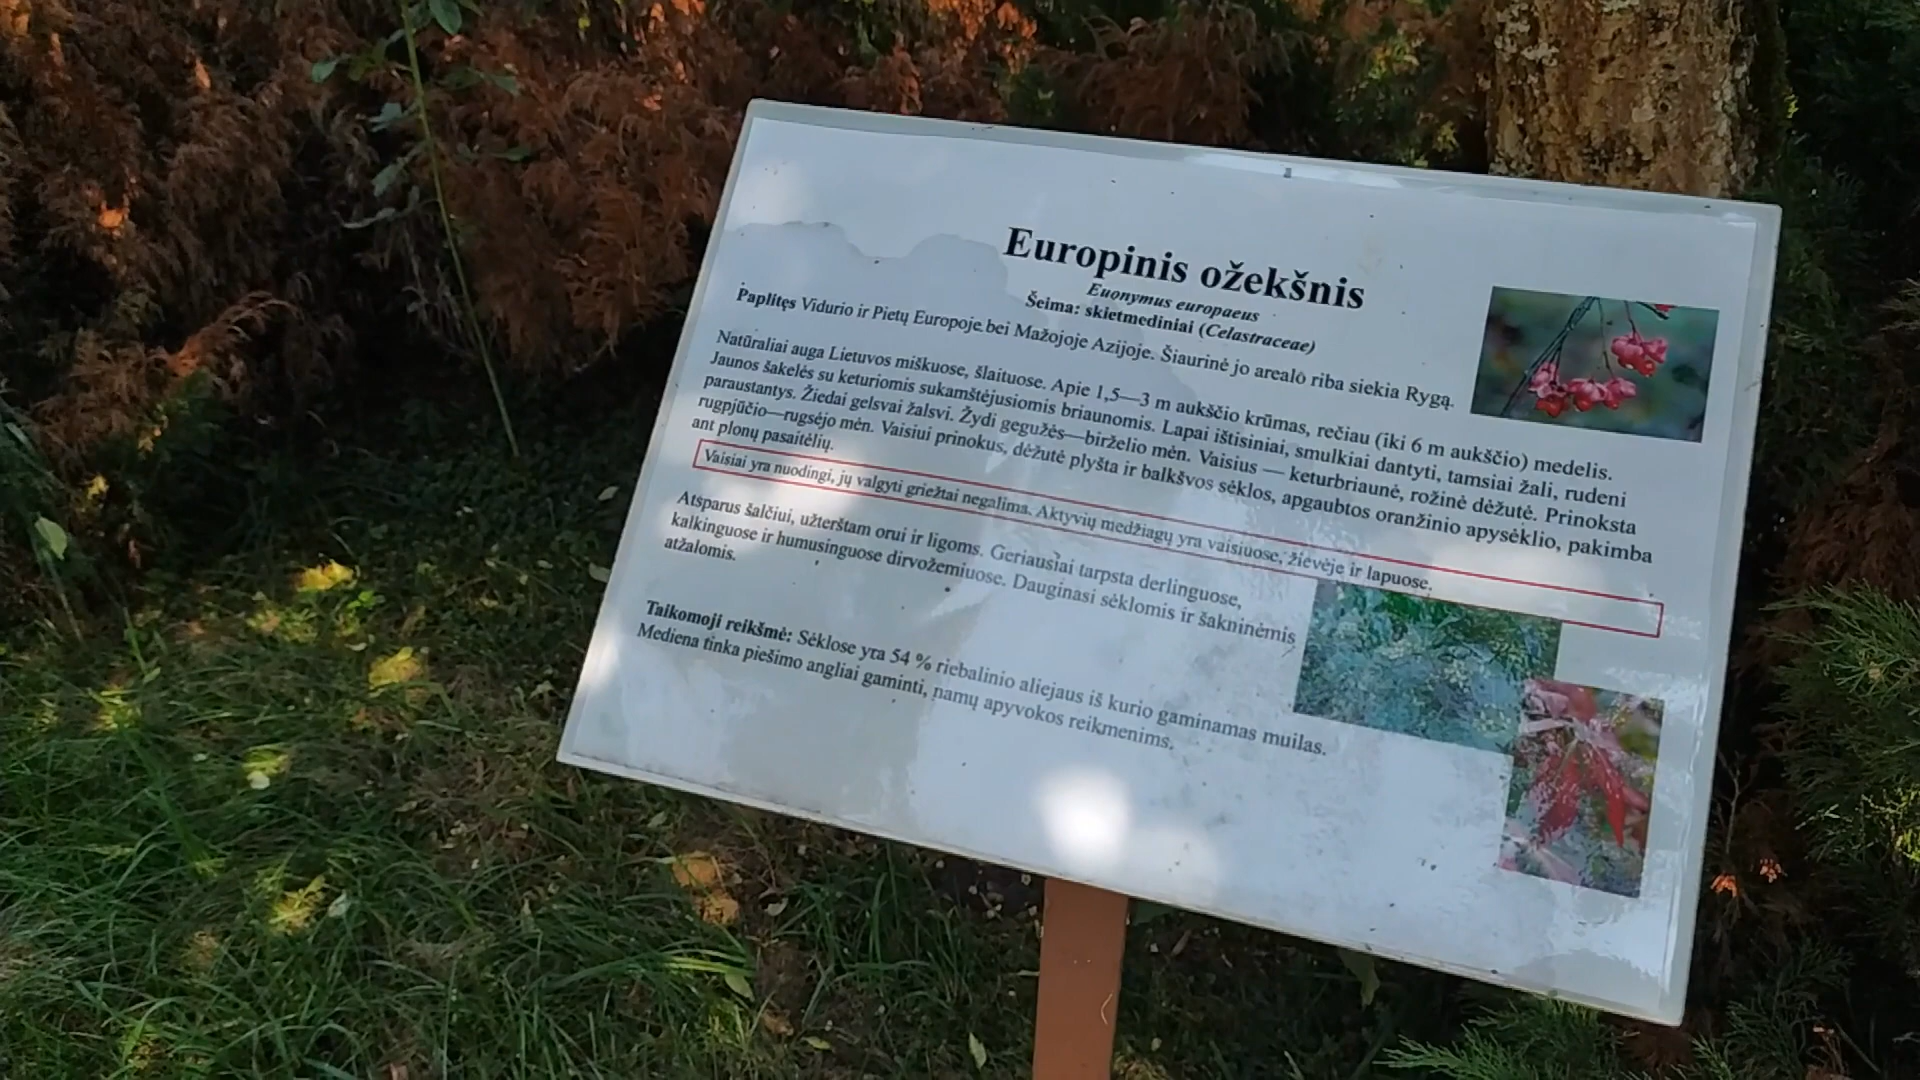 Europinis ožekšnis
Euonymus europaeus
Šeima: skietmediniai (Celastraceae)
Paplitęs Vidurio ir Pietų Europoje bei Mažojoje Azijoje. Šiaurinė jo arealo riba siekia Rygą.
Natūraliai auga Lietuvos miškuose, šlaituose. Apie 1,5—3 m aukščio krūmas, rečiau (iki 6 m aukščio) medelis.
Jaunos šakelės su keturiomis sukamštėjusiomis briaunomis. Lapai ištisiniai, smulkiai dantyti, tamsiai žali, rudenį
paraustantys. Žiedai gelsvai žalsvi. Žydi gegužės—birželio mėn. Vaisius — keturbriaunė, rožinė dėžutė. Prinoksta
rugpjūčio—rugsėjo mėn. Vaisiui prinokus, dėžutė plyšta ir balkšvos sėklos, apgaubtos oranžinio apysėklio, pakimba
ant plonų pasaitėlių.
Vaisiai yra nuodingi, jų valgyti griežtai negalima. Aktyvių medžiagų yra vaisiuose, žievėje ir lapuose.
Atsparus šalčiui, užterštam orui ir ligoms. Geriausiai tarpsta derlinguose,
kalkinguose ir humusinguose dirvožemiuose. Dauginasi sėklomis ir šakninėmis
atžalomis.
Taikomoji reikšmė: Sėklose yra 54 % riebalinio aliejaus iš kurio gaminamas muilas.
Mediena tinka piešimo angliai gaminti, namų apyvokos reikmenims.